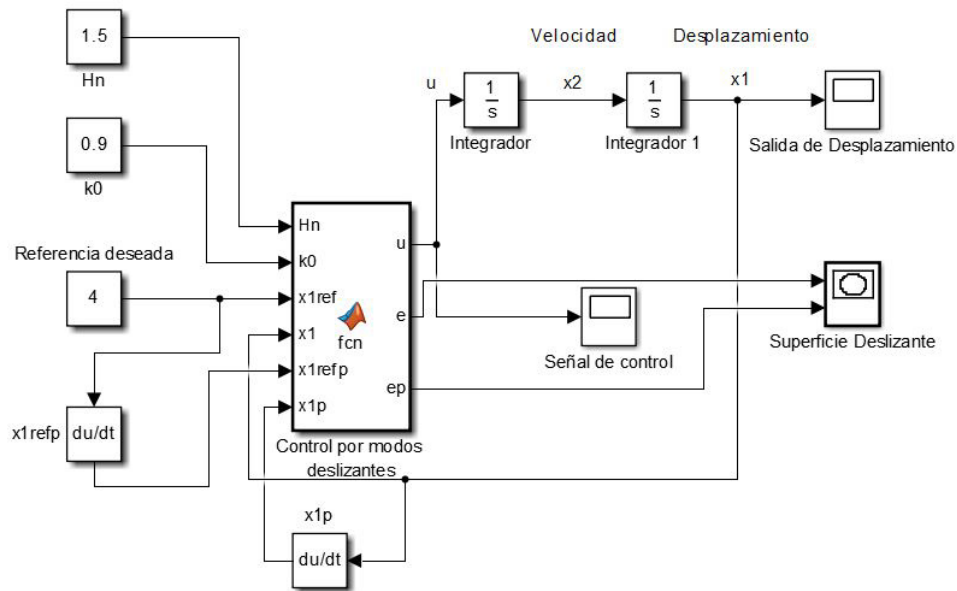 1.5
Hn
0.9
k0
Referencia deseada
4
x1refp
du/dt
Hn
k0
x1ref
x1
x1refp
x1p
fcn
u
e
ep
Control por modos
deslizantes
x1p
du/dt
Velocidad
Desplazamiento
u
1
s
Integrador
x2
1
s
Integrador 1
x1
Salida de Desplazamiento
Señal de control
Superficie Deslizante